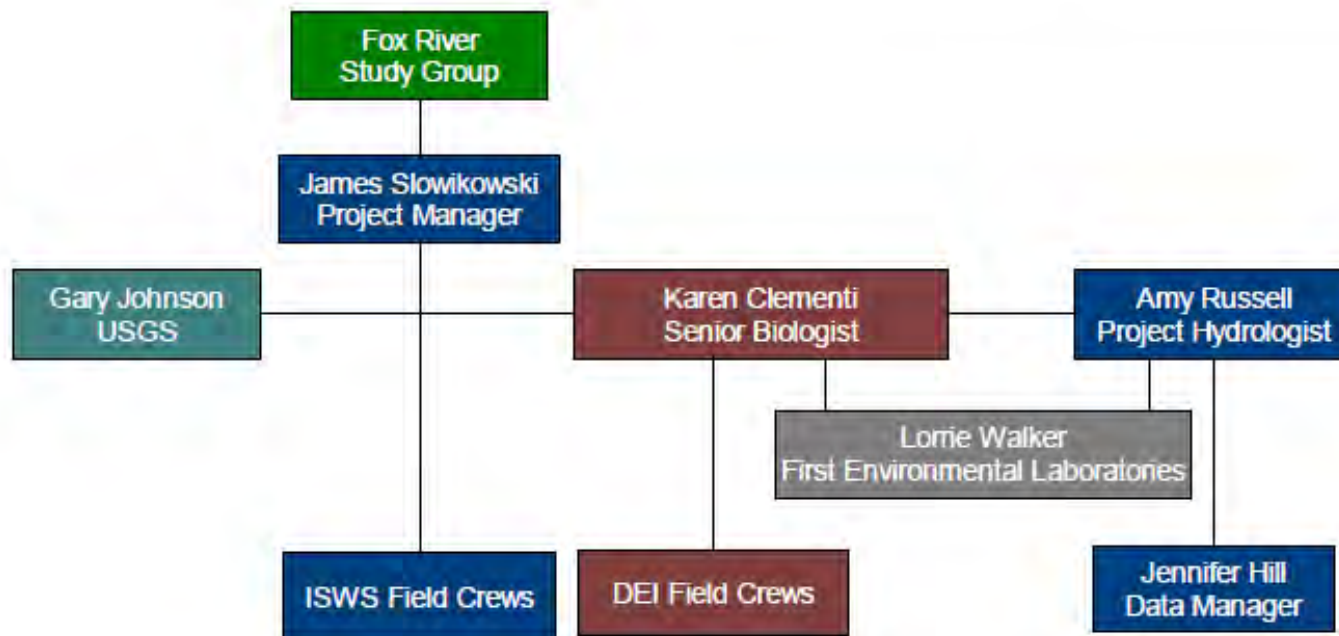 Fox River
Study Group
James Slowikowski
Project Manager
Gary Johnson
USGS
Karen Clementi
Senior Biologist
Amy Russell
Project Hydrologist
Lorrie Walker
First Environmental Laboratories
ISWS Field Crews
DEI Field Crews
Jennifer Hill
Data Manager